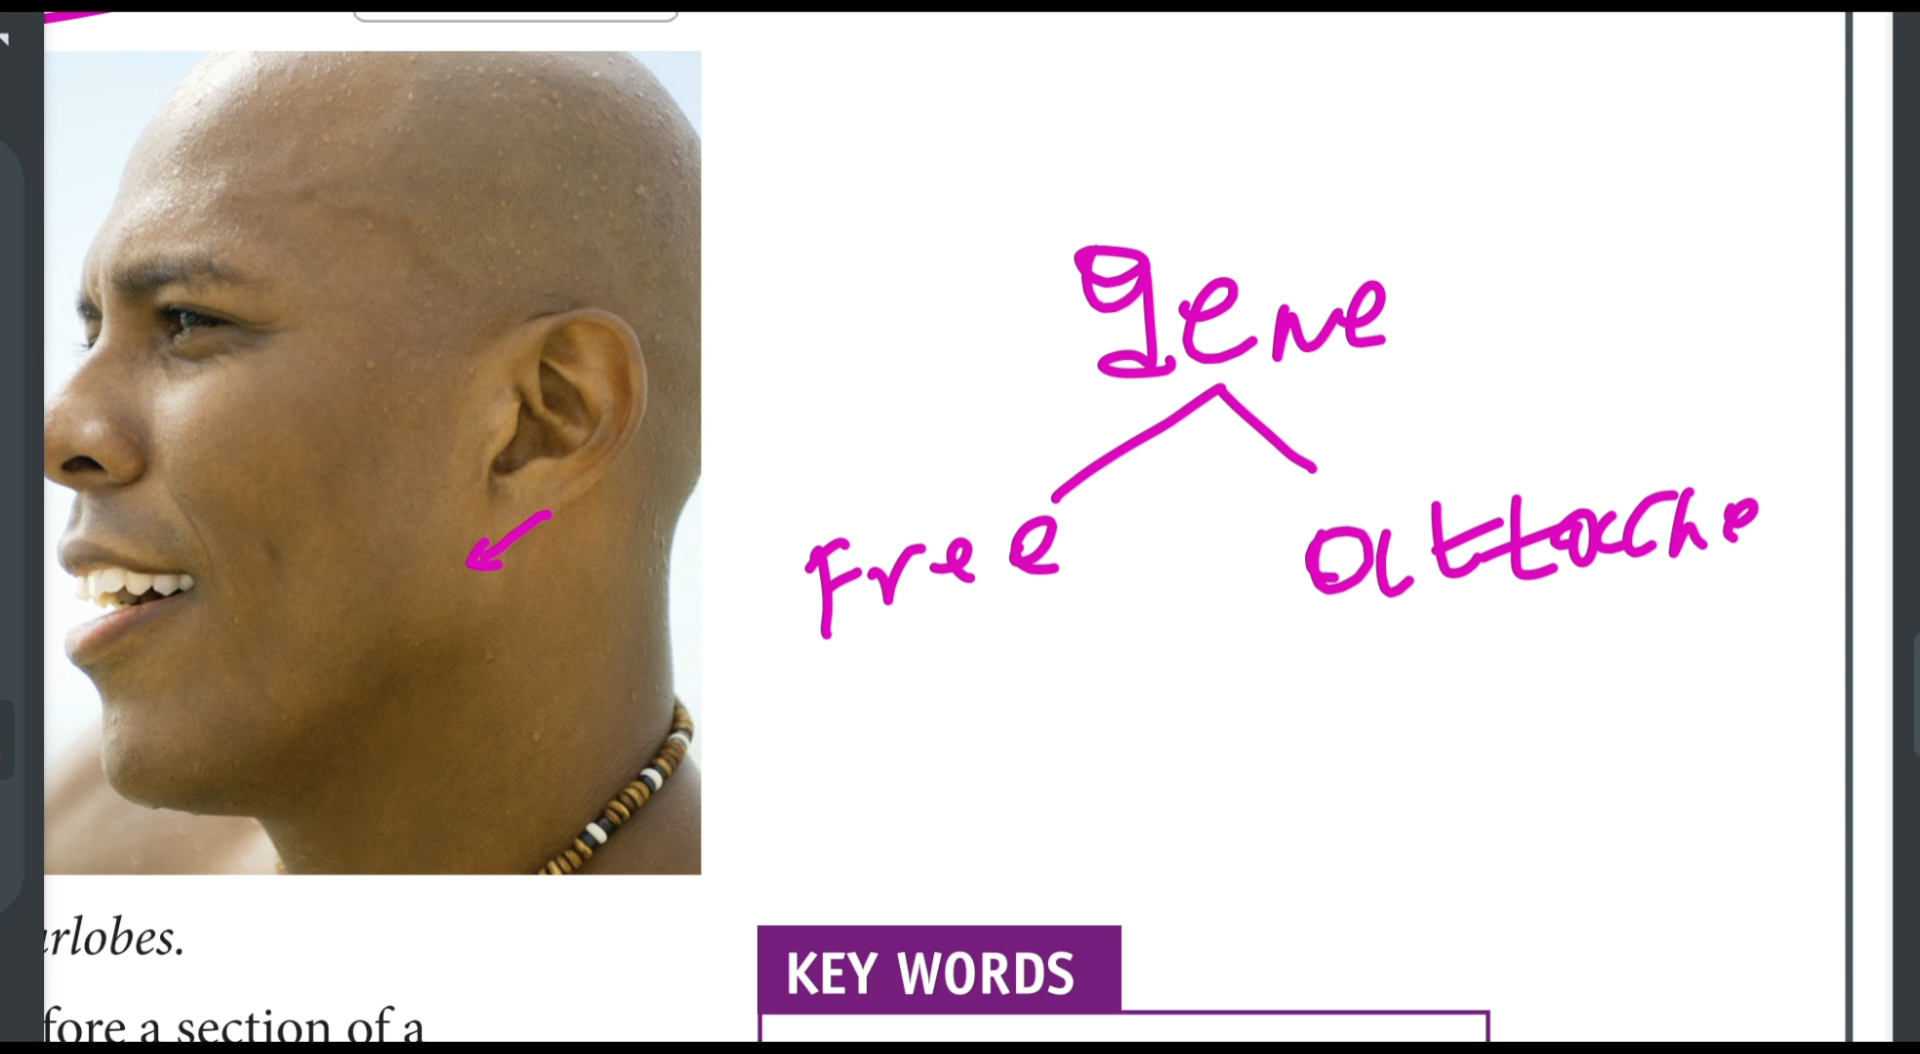 gene
Free attache
rlobes.
KEY WORDS
fore a section of a